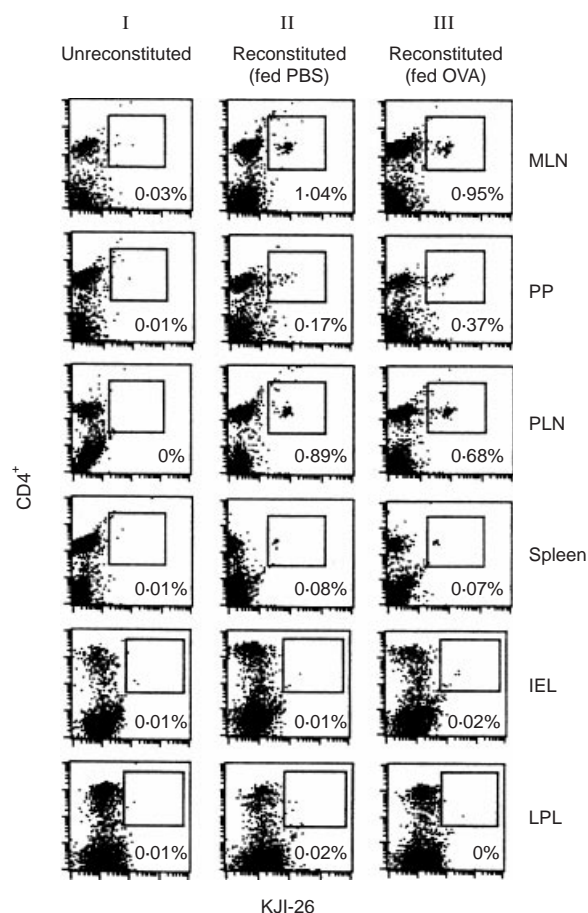 I II III
Unreconstituted Reconstituted Reconstituted
(fed PBS) (fed OVA)
0·03% 1·04% 0·95% MLN
0·01% 0·17% 0·37% PP
0% 0·89% 0·68% PLN
CD4+
0·01% 0·08% 0·07% Spleen
0·01% 0·01% 0·02% IEL
0·01% 0·02% 0% LPL
KJI-26